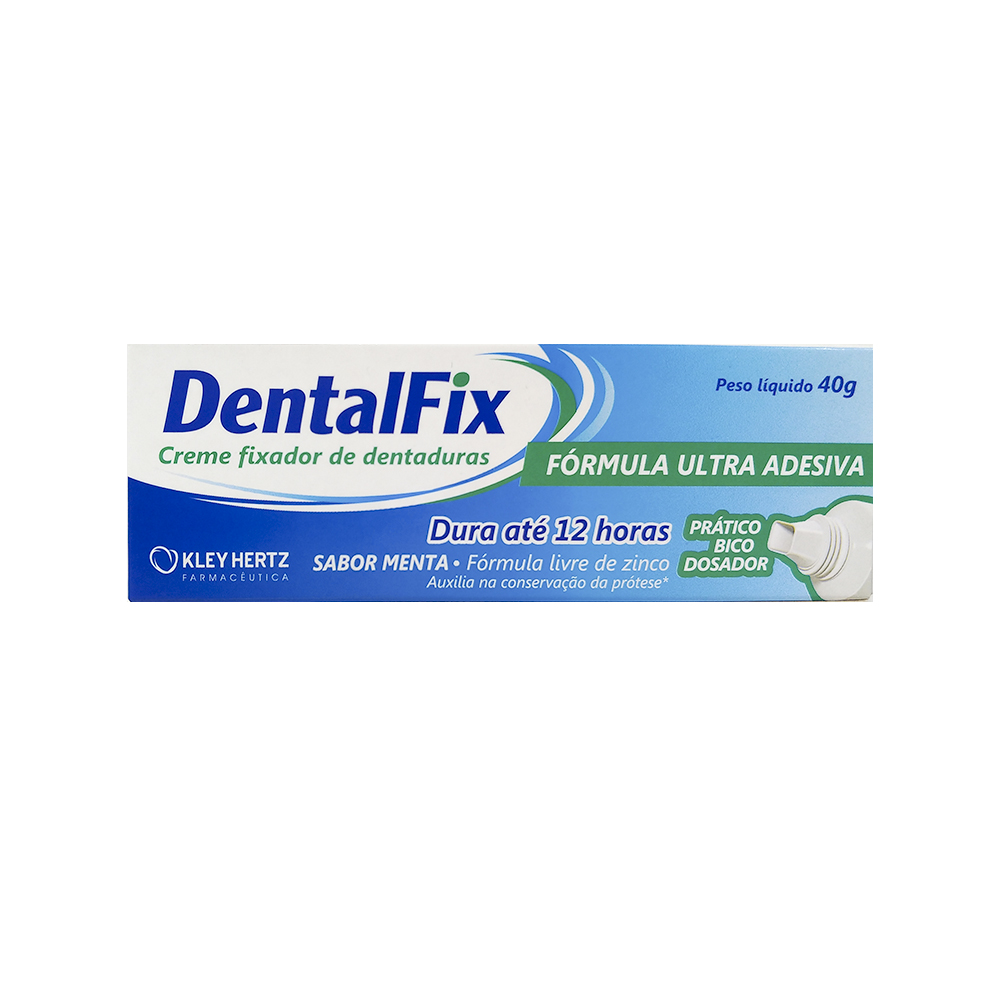 DentalFix
Creme fixador de dentaduras
Peso líquido 40g
FÓRMULA ULTRA ADESIVA
Dura até 12 horas
SABOR MENTA • Fórmula livre de zinco
Auxilia na conservação da prótese*
PRÁTICO
BICO
DOSADOR
KLEY HERTZ
FARMACÊUTICA